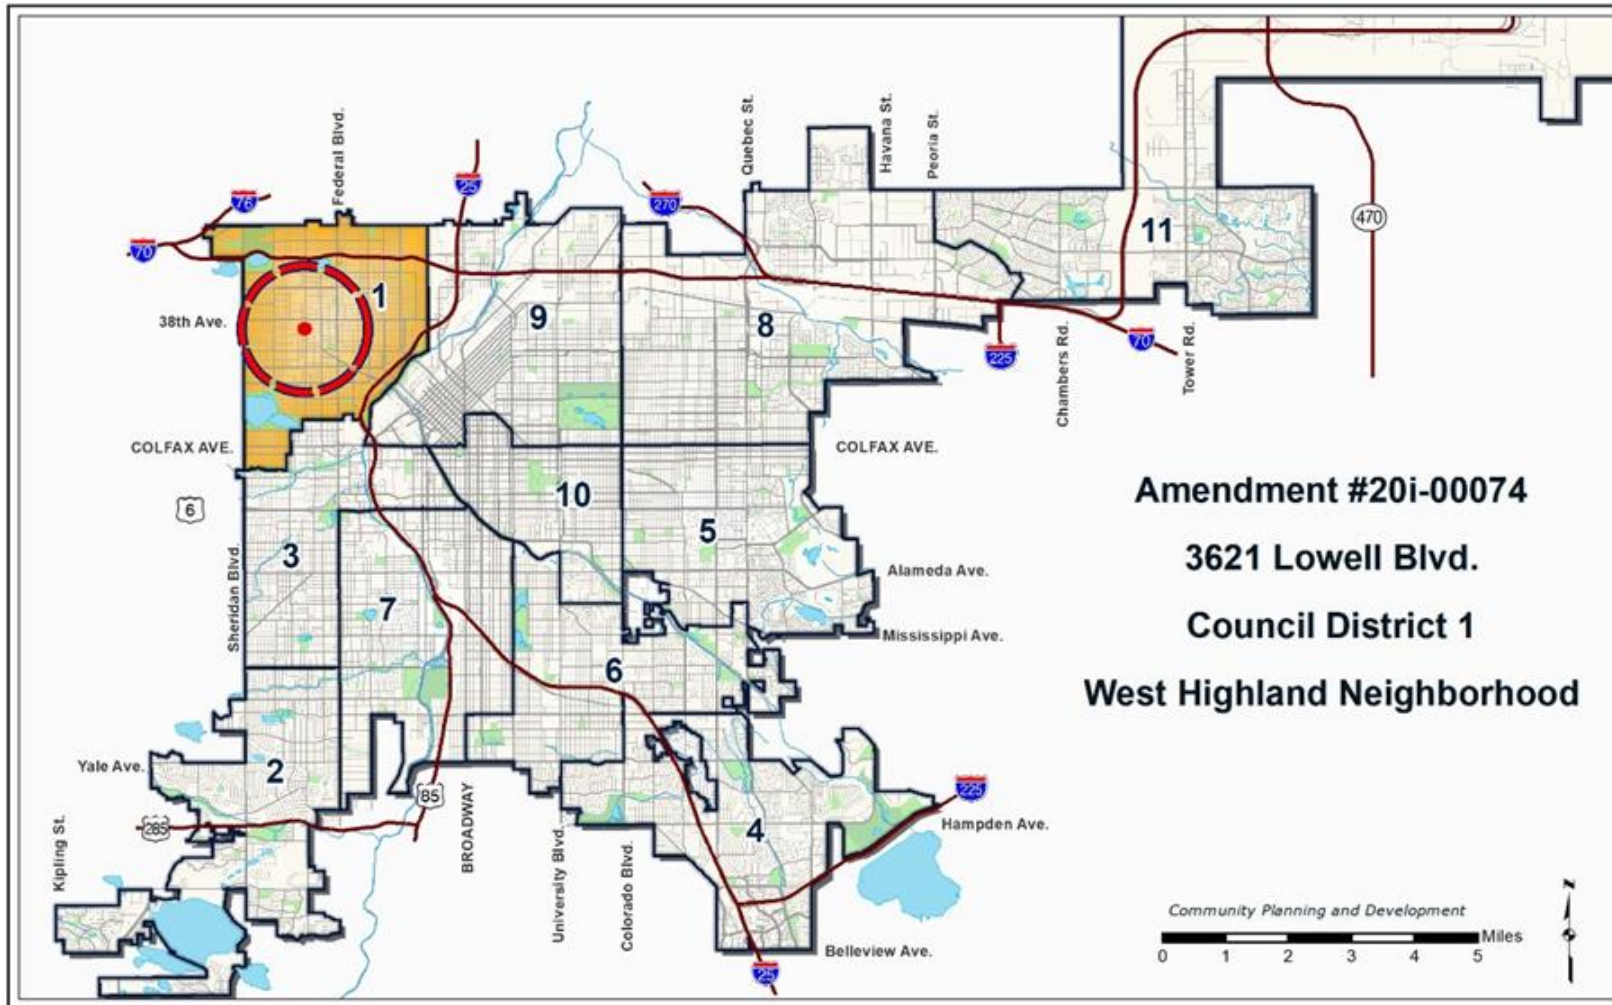 Federal Blvd.
Quebec St.
Havana St.
Peoria St.
76
25
270
70
470
11
1
38th Ave.
9
8
225
70
Chambers Rd.
Tower Rd.
COLFAX AVE.
COLFAX AVE.
6
10
5
3
Sheridan Blvd.
7
Alameda Ave.
Mississippi Ave.
6
Amendment #20i-00074
3621 Lowell Blvd.
Council District 1
West Highland Neighborhood
Yale Ave.
2
85
285
BROADWAY
University Blvd.
Colorado Blvd.
4
225
Hampden Ave.
Kipling St.
Belleview Ave.
25
Community Planning and Development
Miles
0 1 2 3 4 5
N